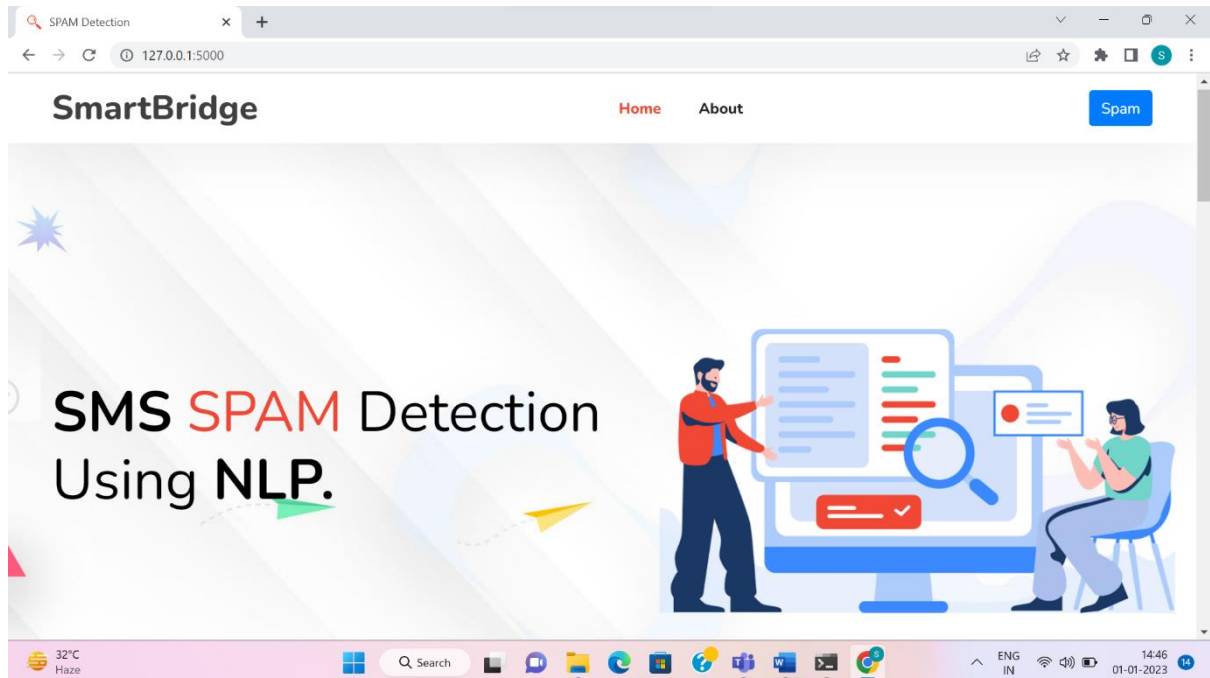 SPAM Detection
127.0.0.1:5000
S
SmartBridge
Home About
Spam
SMS SPAM Detection
Using NLP.
32°C
Haze
Search
S
ENG
IN
14:46
01-01-2023
14